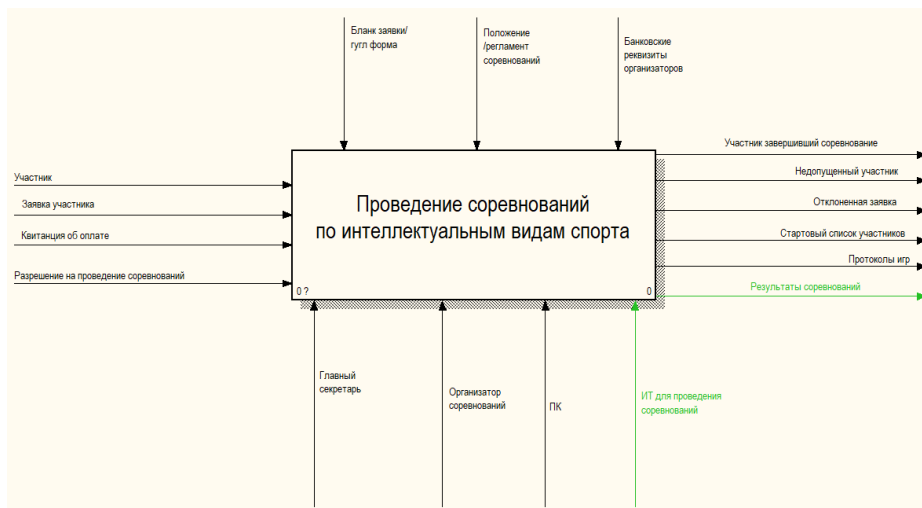 Бланк заявки/
гугл форма
Положение
/регламент
соревнований
Банковские
реквизиты
организаторов
Участник
Заявка участника
Квитанция об оплате
Разрешение на проведение соревнований
Проведение соревнований
по интеллектуальным видам спорта
0 ?
0
Участник завершивший соревнование
Недопущенный участник
Отклоненная заявка
Стартовый список участников
Протоколы игр
Результаты соревнований
Главный
секретарь
Организатор
соревнований
ПК
ИТ для проведения
соревнований